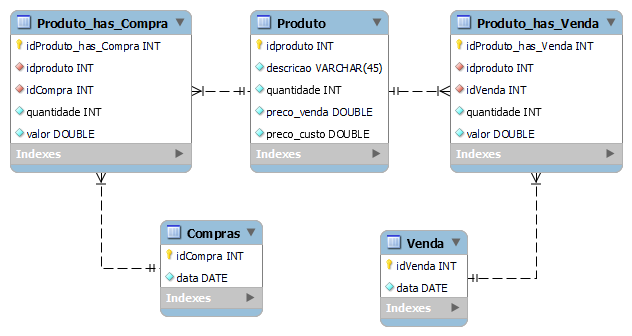 Produto_has_Compra
idProduto_has_Compra INT
idproduto INT
idCompra INT
quantidade INT
valor DOUBLE
Indexes
Produto
idproduto INT
descricao VARCHAR(45)
quantidade INT
preco_venda DOUBLE
preco_custo DOUBLE
Indexes
Produto_has_Venda
idProduto_has_Venda INT
idproduto INT
idVenda INT
quantidade INT
valor DOUBLE
Indexes
Compras
idCompra INT
data DATE
Indexes
Venda
idVenda INT
data DATE
Indexes